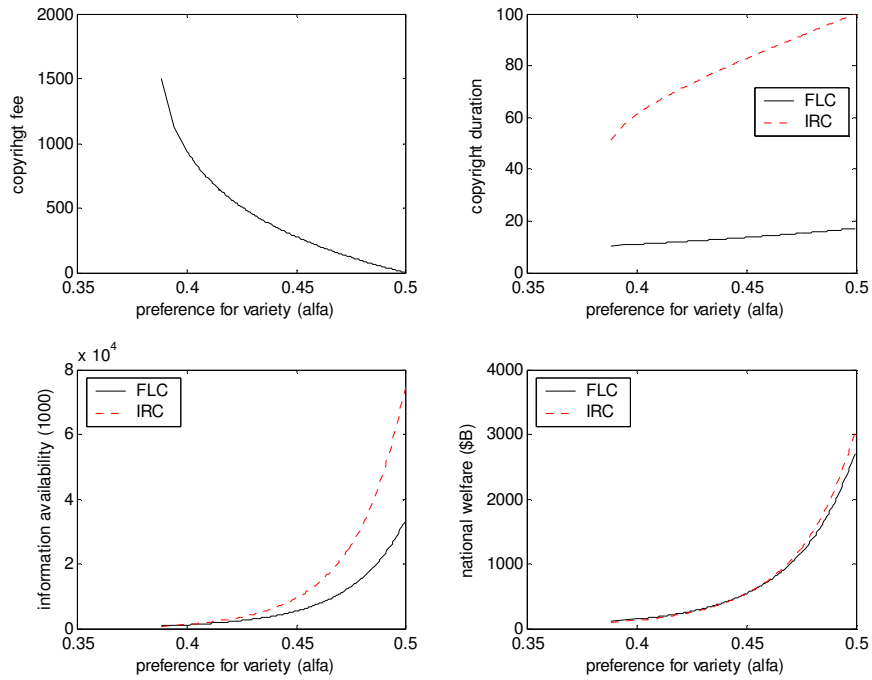 2000
1500
1000
500
0
copyrihgt fee
0.35
0.4
0.45
0.5
preference for variety (alfa)
100
80
60
40
20
0
copyright duration
FLC
IRC
0.35
0.4
0.45
0.5
preference for variety (alfa)
x 10^4
8
6
4
2
0
information availability (1000)
FLC
IRC
0.35
0.4
0.45
0.5
preference for variety (alfa)
4000
3000
2000
1000
0
national welfare ($B)
FLC
IRC
0.35
0.4
0.45
0.5
preference for variety (alfa)